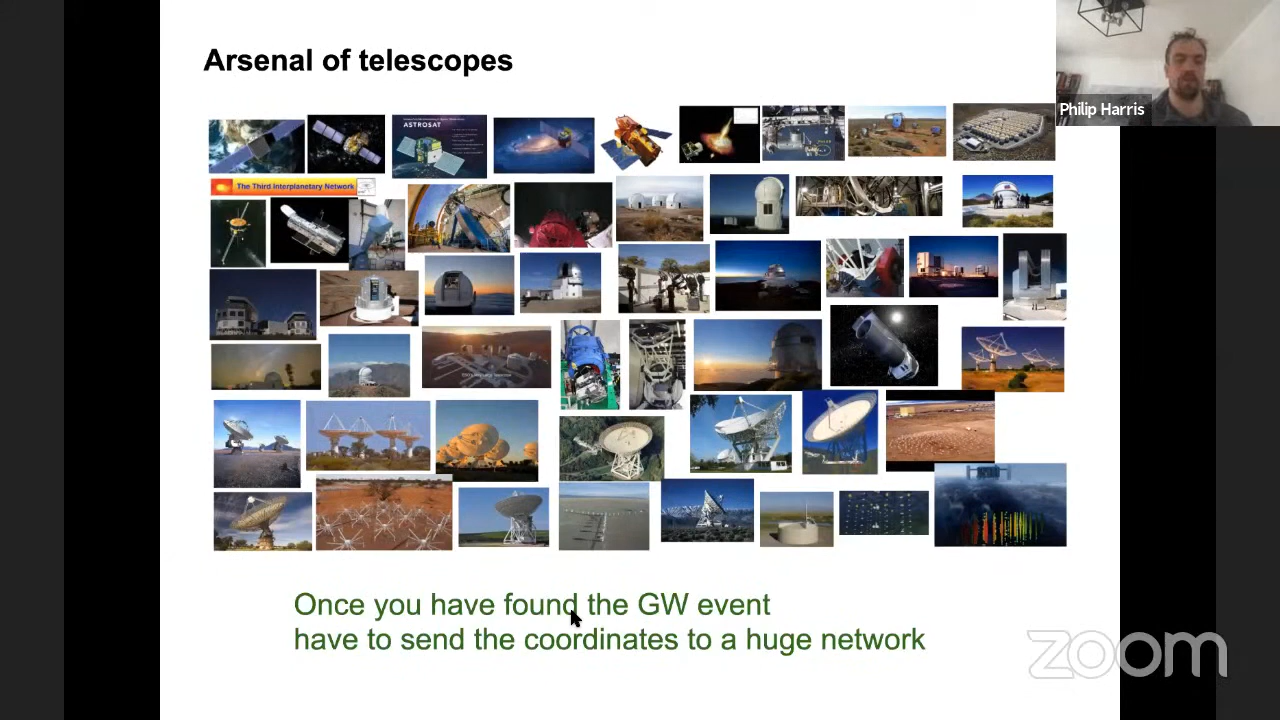 Arsenal of telescopes
Philip Harris
ASTROSAT
The Third Interplanetary Network
Once you have found the GW event
have to send the coordinates to a huge network
zoom